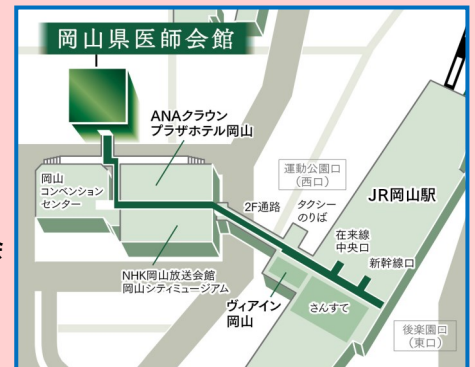 岡山県医師会館
ANAクラウン
プラザホテル岡山
岡山
コンベンション
センター
運動公園口
（西口）
タクシー
のりば
2F通路
JR岡山駅
在来線
中央口
新幹線口
NHK岡山放送会館
岡山シティミュージアム
ヴィアイン
岡山
さんすて
後楽園口
（東口）